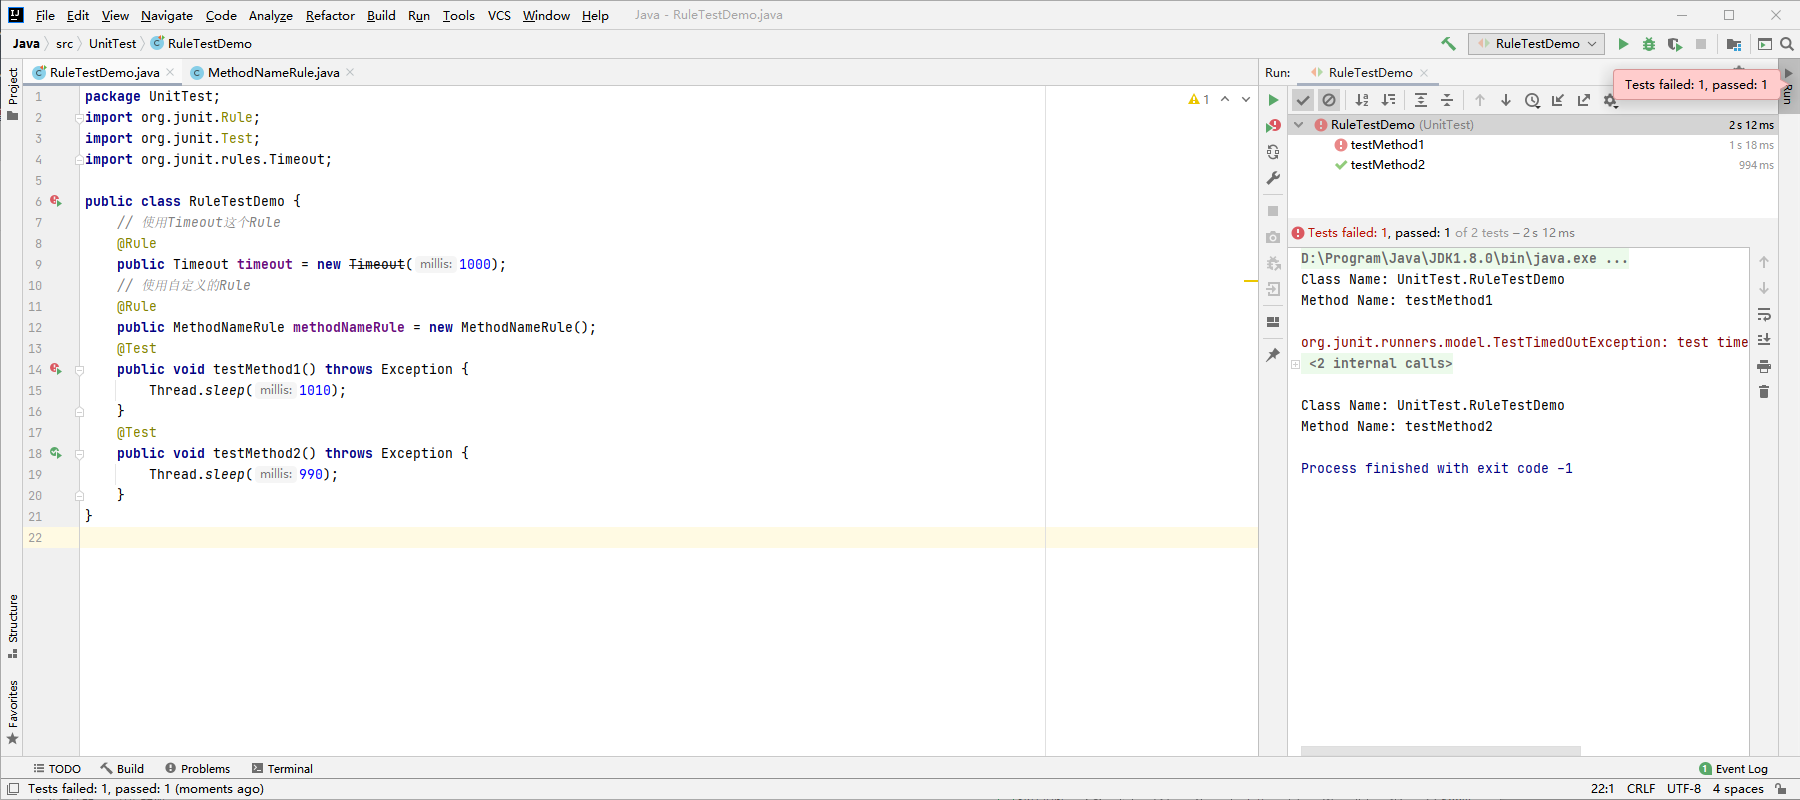 File Edit View Navigate Code Analyze Refactor Build Run Tools VCS Window Help Java - RuleTestDemo.java
Java src UnitTest RuleTestDemo RuleTestDemo
RuleTestDemo.java MethodNameRule.java
Run: RuleTestDemo
Tests failed: 1, passed: 1
Project
Run
Structure
Favorites
1 package UnitTest;
2 import org.junit.Rule;
3 import org.junit.Test;
4 import org.junit.rules.Timeout;
5
6 public class RuleTestDemo {
7 // 使用Timeout这个Rule
8 @Rule
9 public Timeout timeout = new Timeout( millis: 1000);
10 // 使用自定义的Rule
11 @Rule
12 public MethodNameRule methodNameRule = new MethodNameRule();
13 @Test
14 public void testMethod1() throws Exception {
15 Thread.sleep( millis: 1010);
16 }
17 @Test
18 public void testMethod2() throws Exception {
19 Thread.sleep( millis: 990);
20 }
21 }
22
1
RuleTestDemo (UnitTest) 2 s 12 ms
testMethod1 1 s 18 ms
testMethod2 994 ms
Tests failed: 1, passed: 1 of 2 tests – 2 s 12 ms
D:\Program\Java\JDK1.8.0\bin\java.exe ...
Class Name: UnitTest.RuleTestDemo
Method Name: testMethod1
org.junit.runners.model.TestTimedOutException: test time
<2 internal calls>
Class Name: UnitTest.RuleTestDemo
Method Name: testMethod2
Process finished with exit code -1
TODO Build Problems Terminal 1 Event Log
Tests failed: 1, passed: 1 (moments ago) 22:1 CRLF UTF-8 4 spaces